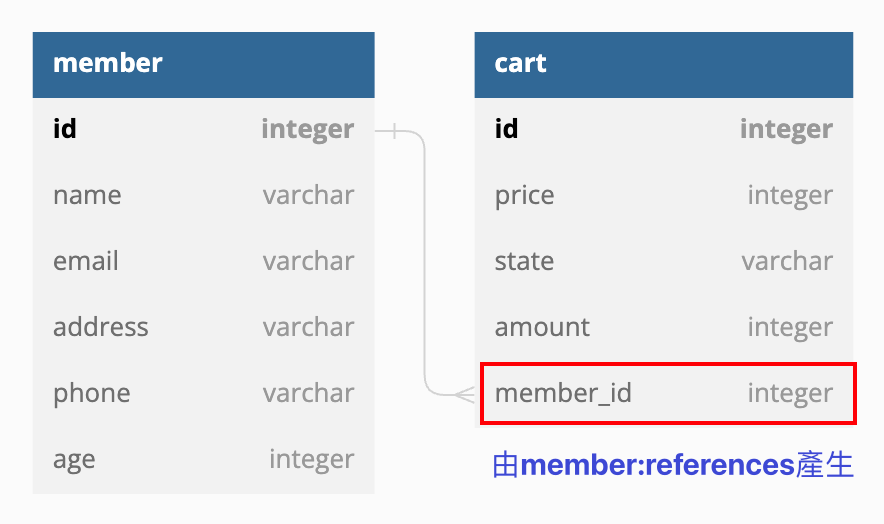 member
id integer
name varchar
email varchar
address varchar
phone varchar
age integer
cart
id integer
price integer
state varchar
amount integer
member_id integer
由member:references產生